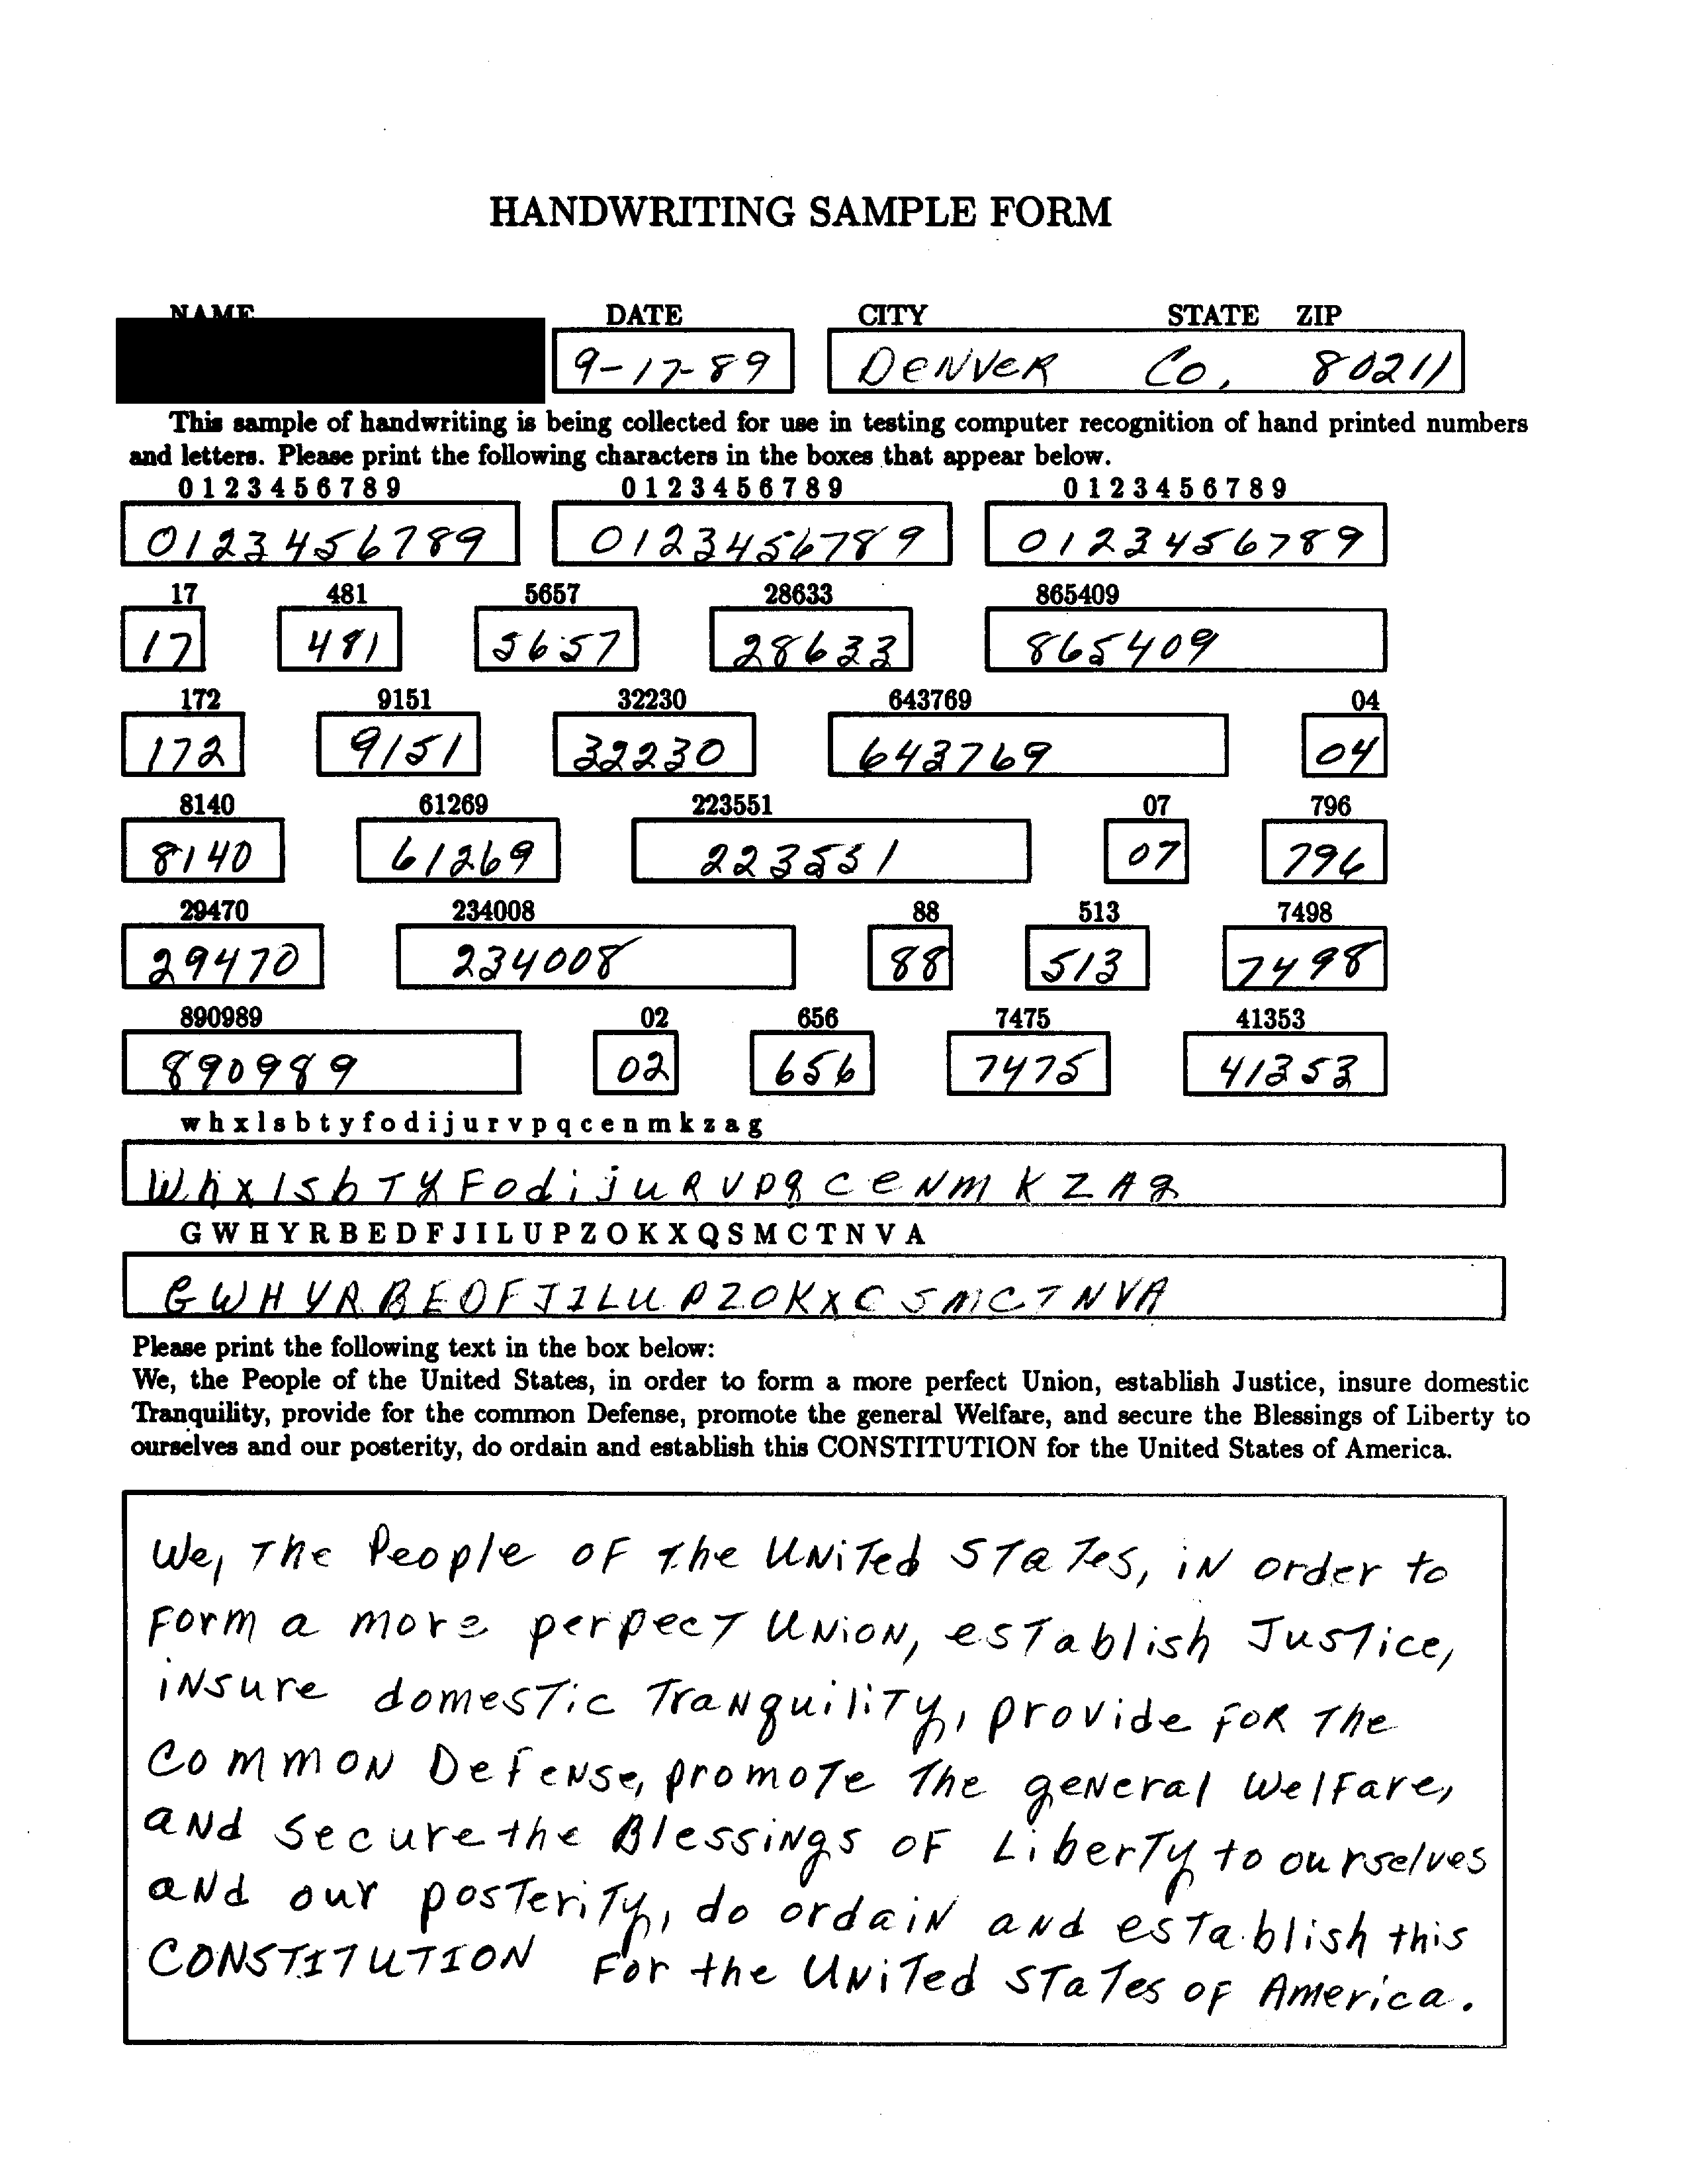 HANDWRITING SAMPLE FORM
NAME DATE CITY STATE ZIP
9-17-89 DENVER Co, 80211
This sample of handwriting is being collected for use in testing computer recognition of hand printed numbers
and letters. Please print the following characters in the boxes that appear below.
0 1 2 3 4 5 6 7 8 9 0 1 2 3 4 5 6 7 8 9 0 1 2 3 4 5 6 7 8 9
0123456789 0123456789 0123456789
17 481 5657 28633 865409
17 481 5657 28633 865409
172 9151 32230 643769 04
172 9151 32230 643769 04
8140 61269 223551 07 796
8140 61269 223551 07 796
29470 234008 88 513 7498
29470 234008 88 513 7498
890989 02 656 7475 41353
890989 02 656 7475 41353
w h x l s b t y f o d i j u r v p q c e n m k z a g
W h x l s b T y F o d i j u R V p q C e N m K Z A g
G W H Y R B E D F J I L U P Z O K X Q S M C T N V A
G W H Y R B E D F J I L U P Z O K X C S M C T N V A
Please print the following text in the box below:
We, the People of the United States, in order to form a more perfect Union, establish Justice, insure domestic
Tranquility, provide for the common Defense, promote the general Welfare, and secure the Blessings of Liberty to
ourselves and our posterity, do ordain and establish this CONSTITUTION for the United States of America.
We, The People OF The UNiTed STaTes, iN order to
Form a more perpecT UNiON, esTablish JusTice,
iNsure domesTic TraNquiliTy, provide FOR The
CommON DefeNse, promoTe The geNeral WelFare,
aNd secure the BlessiNgs OF LiberTy to ourselves
aNd our posTeriTy, do ordaiN aNd esTablish this
CONSTITUTION For the UNiTed STaTes OF America.